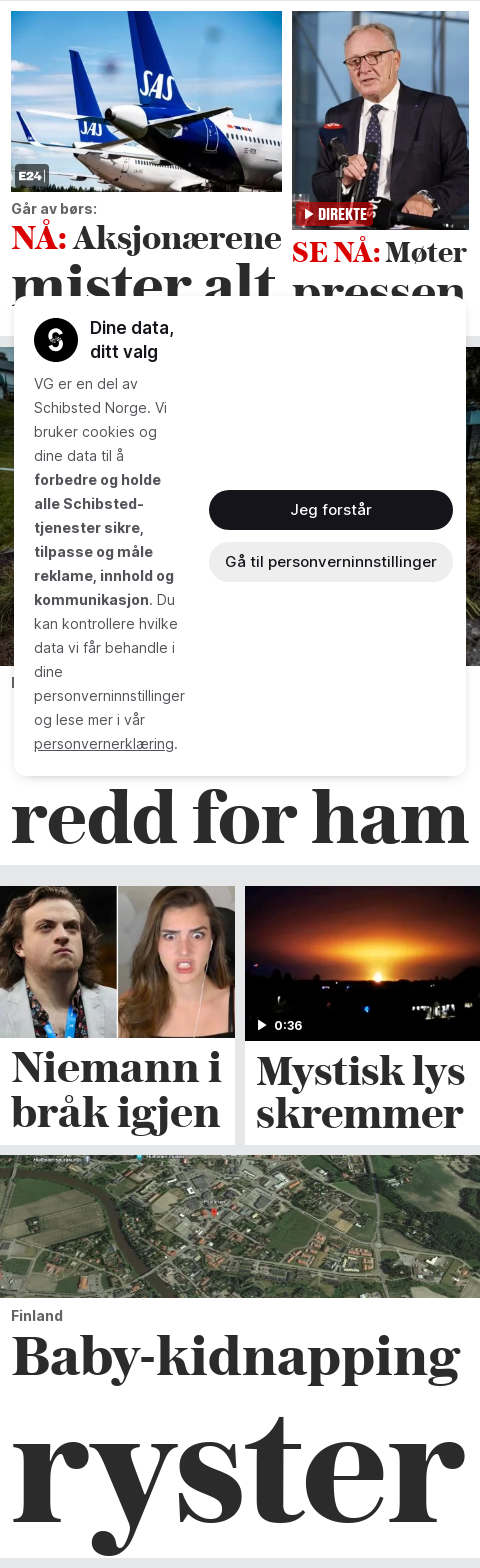 SAS
SAS
E24
Går av børs:
NÅ: Aksjonærene
mister alt
DIREKTE
SE NÅ: Møter
pressen
Dine data,
ditt valg
VG er en del av
Schibsted Norge. Vi
bruker cookies og
dine data til å
forbedre og holde
alle Schibsted-
tjenester sikre,
tilpasse og måle
reklame, innhold og
kommunikasjon. Du
kan kontrollere hvilke
data vi får behandle i
dine
personverninnstillinger
og lese mer i vår
personvernerklæring.
Jeg forstår
Gå til personverninnstillinger
redd for ham
Niemann i
bråk igjen
0:36
Mystisk lys
skremmer
Finland
Baby-kidnapping
ryster